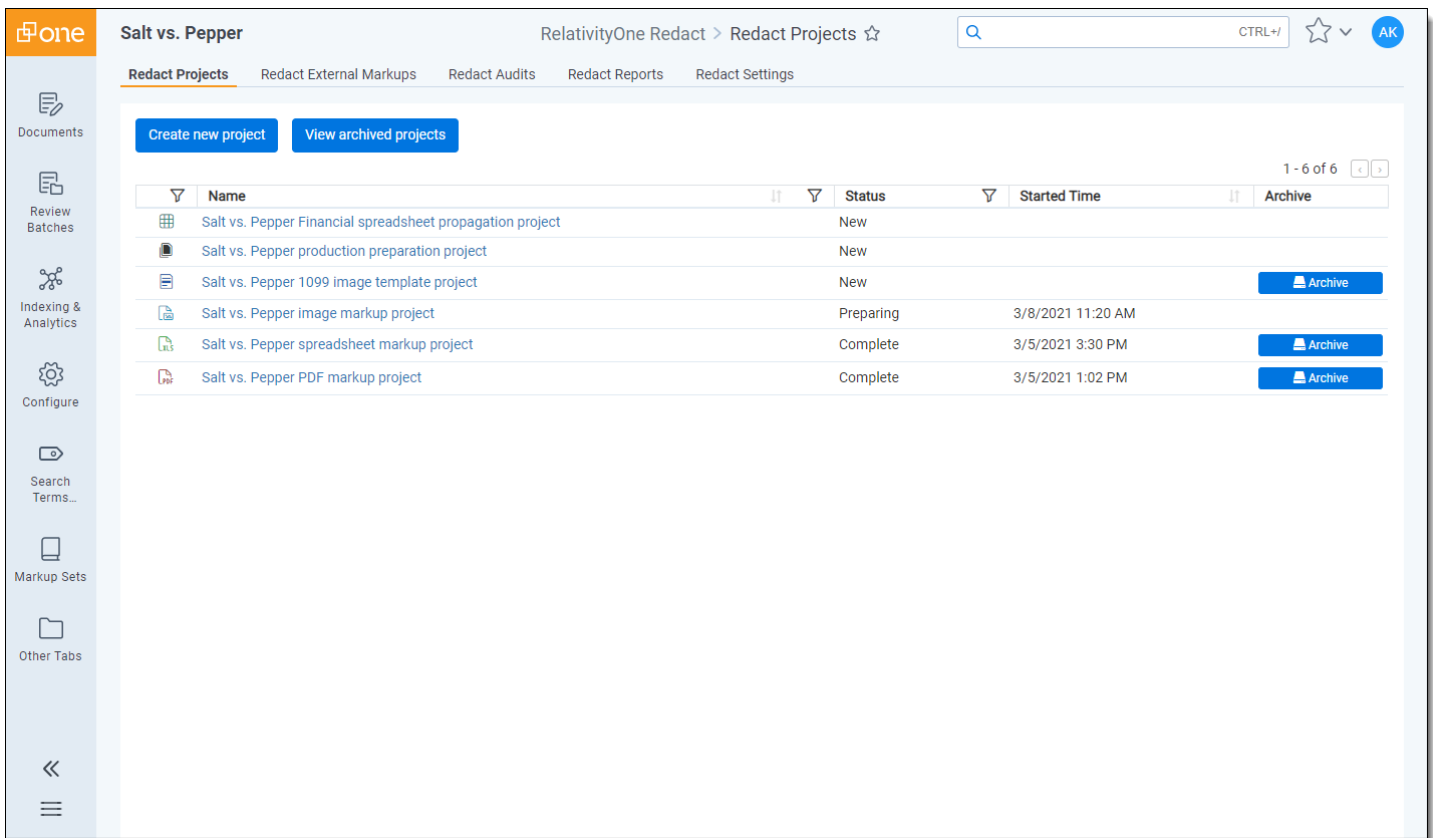 one
Salt vs. Pepper
RelativityOne Redact > Redact Projects
CTRL+/
AK
Redact Projects Redact External Markups Redact Audits Redact Reports Redact Settings
Documents
Review
Batches
Indexing &
Analytics
Configure
Search
Terms...
Markup Sets
Other Tabs
Create new project View archived projects
1 - 6 of 6
Name Status Started Time Archive
Salt vs. Pepper Financial spreadsheet propagation project New
Salt vs. Pepper production preparation project New
Salt vs. Pepper 1099 image template project New Archive
Salt vs. Pepper image markup project Preparing 3/8/2021 11:20 AM
XLS Salt vs. Pepper spreadsheet markup project Complete 3/5/2021 3:30 PM Archive
PDF Salt vs. Pepper PDF markup project Complete 3/5/2021 1:02 PM Archive